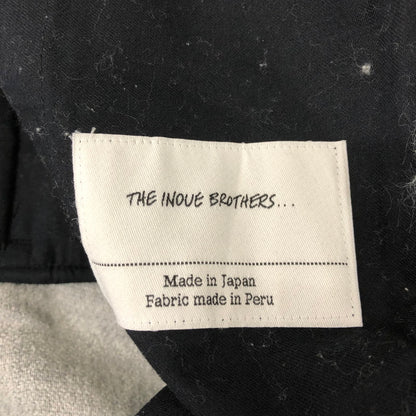 THE INOUE BROTHERS...
Made in Japan
Fabric made in Peru